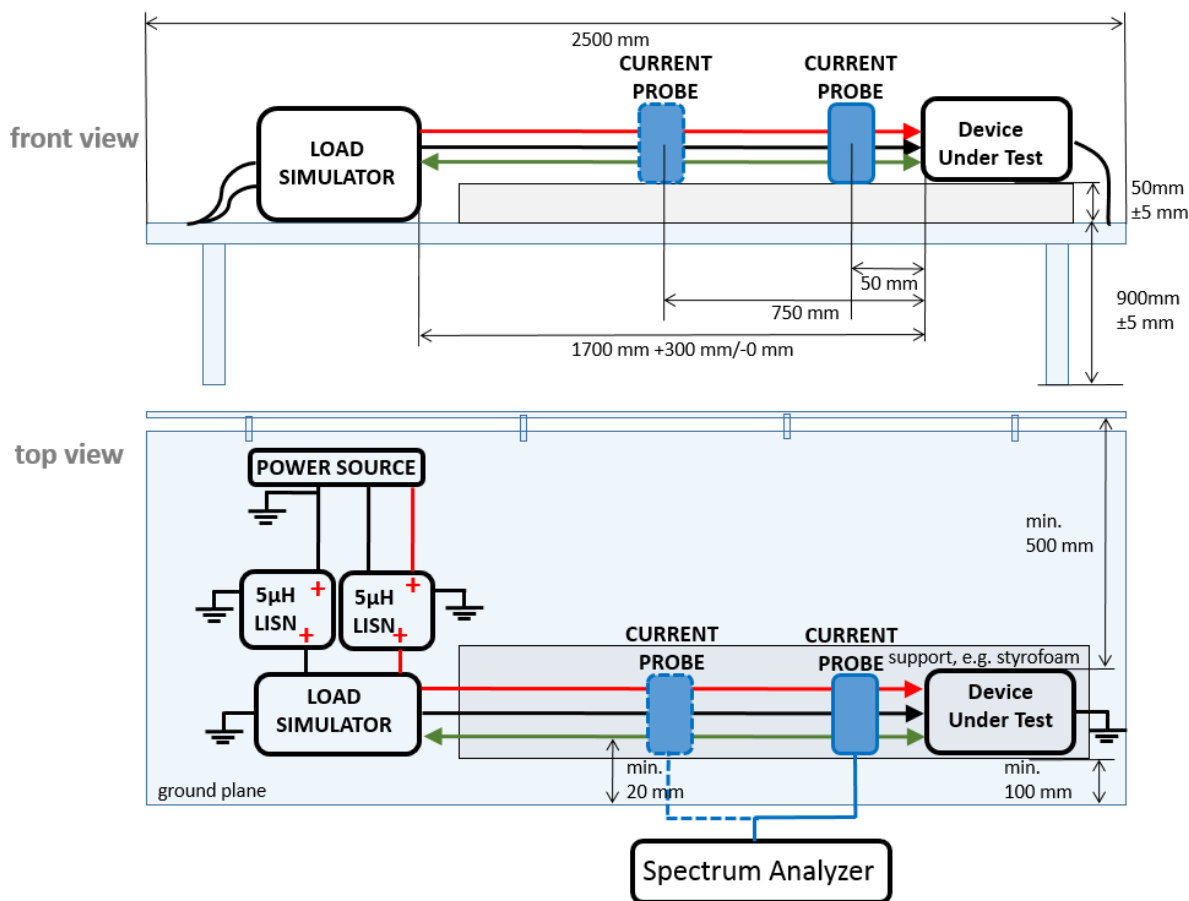 2500 mm
CURRENT
PROBE
CURRENT
PROBE
front view
LOAD
SIMULATOR
Device
Under Test
50mm
±5 mm
50 mm
900mm
±5 mm
750 mm
1700 mm +300 mm/-0 mm
top view
POWER SOURCE
min.
500 mm
5µH
LISN
+
+
5µH
LISN
+
+
CURRENT
PROBE
CURRENT
PROBE
support, e.g. styrofoam
LOAD
SIMULATOR
Device
Under Test
min.
20 mm
min.
100 mm
ground plane
Spectrum Analyzer